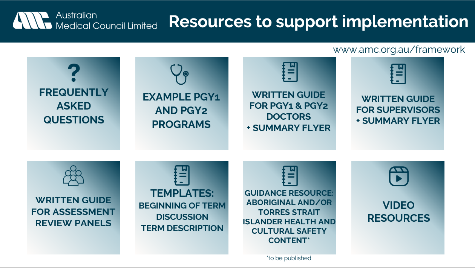 Australian
Medical Council Limited
Resources to support implementation
www.amc.org.au/framework
?
FREQUENTLY
ASKED
QUESTIONS
EXAMPLE PGY1
AND PGY2
PROGRAMS
WRITTEN GUIDE
FOR PGY1 & PGY2
DOCTORS
+ SUMMARY FLYER
WRITTEN GUIDE
FOR SUPERVISORS
+ SUMMARY FLYER
WRITTEN GUIDE
FOR ASSESSMENT
REVIEW PANELS
TEMPLATES:
BEGINNING OF TERM
DISCUSSION
TERM DESCRIPTION
GUIDANCE RESOURCE:
ABORIGINAL AND/OR
TORRES STRAIT
ISLANDER HEALTH AND
CULTURAL SAFETY
CONTENT*
VIDEO
RESOURCES
*to be published